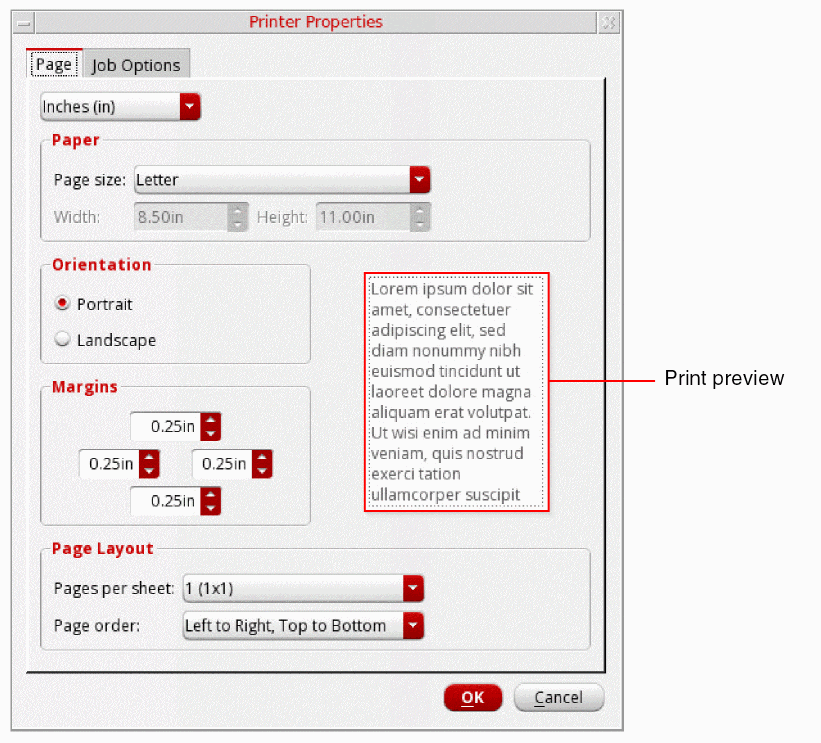 Printer Properties
Page
Job Options
Inches (in)
Paper
Page size: Letter
Width: 8.50in Height: 11.00in
Orientation
Portrait
Landscape
Lorem ipsum dolor sit
amet, consectetuer
adipiscing elit, sed
diam nonummy nibh
euismod tincidunt ut
laoreet dolore magna
aliquam erat volutpat.
Ut wisi enim ad minim
veniam, quis nostrud
exerci tation
ullamcorper suscipit
Print preview
Margins
0.25in
0.25in 0.25in
0.25in
Page Layout
Pages per sheet: 1 (1x1)
Page order: Left to Right, Top to Bottom
OK
Cancel